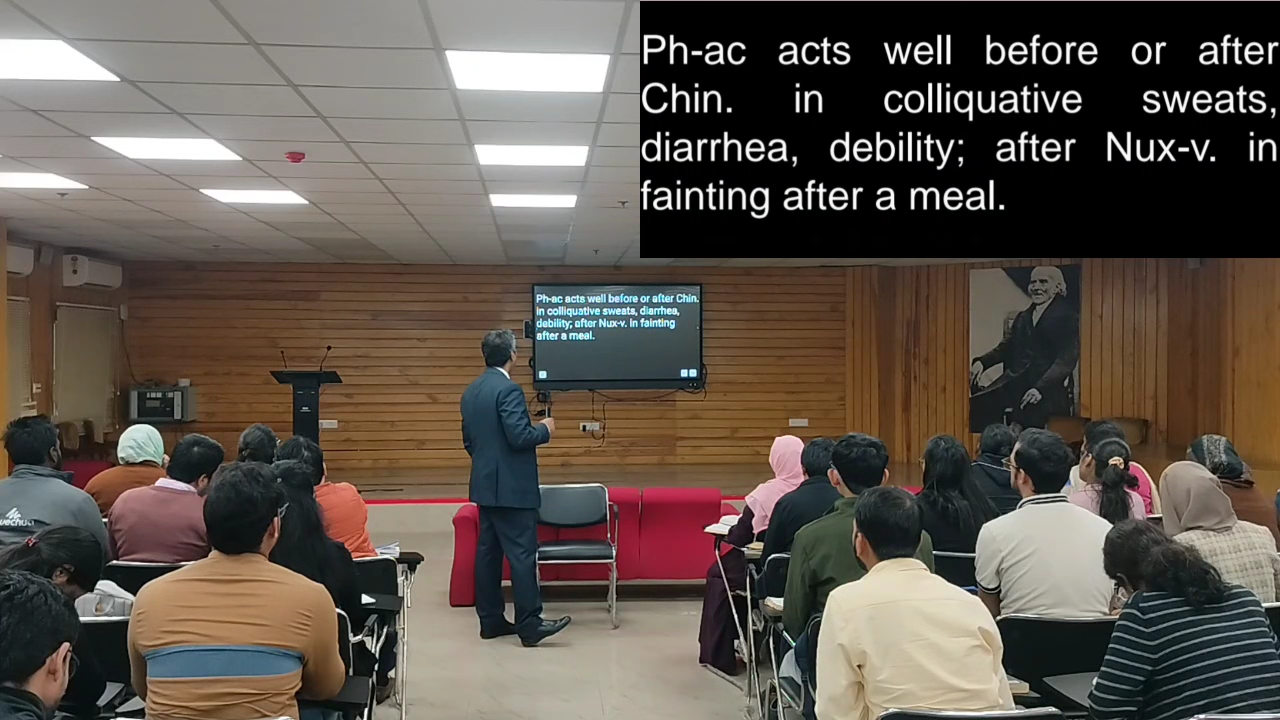 Ph-ac acts well before or after
Chin. in colliquative sweats,
diarrhea, debility; after Nux-v. in
fainting after a meal.
Ph-ac acts well before or after Chin.
in colliquative sweats, diarrhea,
debility; after Nux-v. in fainting
after a meal.